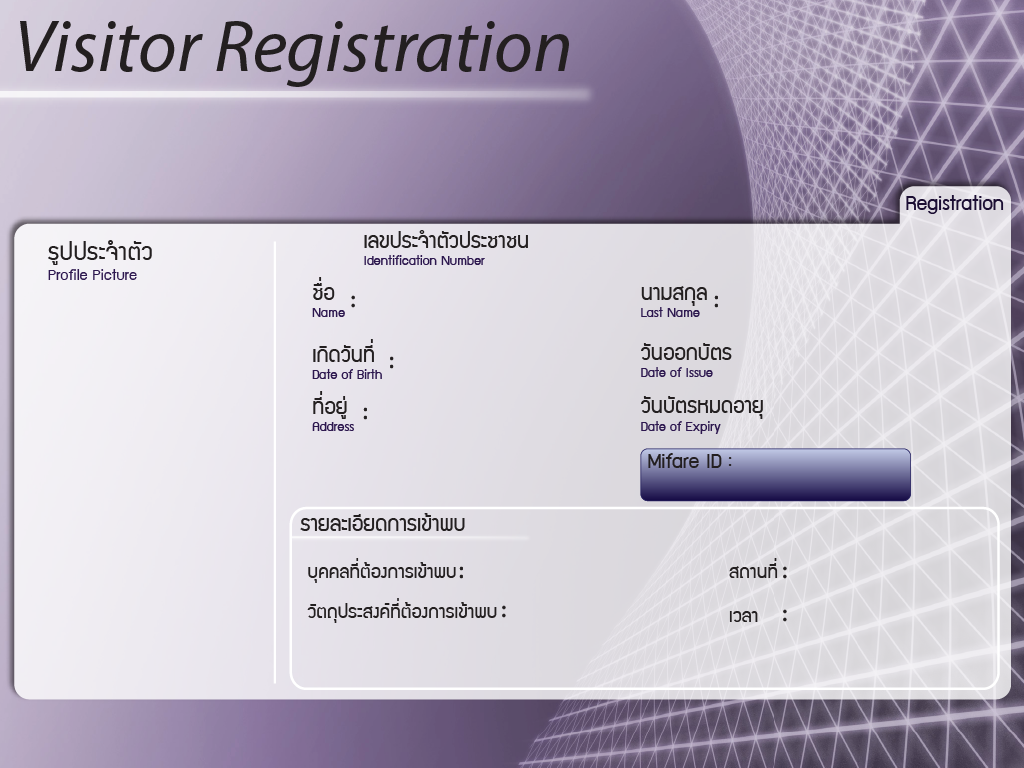 Visitor Registration
Registration
รูปประจำตัว
Profile Picture
เลขประจำตัวประชาชน
Identification Number
ชื่อ :
Name
นามสกุล :
Last Name
เกิดวันที่ :
Date of Birth
วันออกบัตร
Date of Issue
ที่อยู่ :
Address
วันบัตรหมดอายุ
Date of Expiry
Mifare ID :
รายละเอียดการเข้าพบ
บุคคลที่ต้องการเข้าพบ :
สถานที่ :
วัตถุประสงค์ที่ต้องการเข้าพบ :
เวลา :